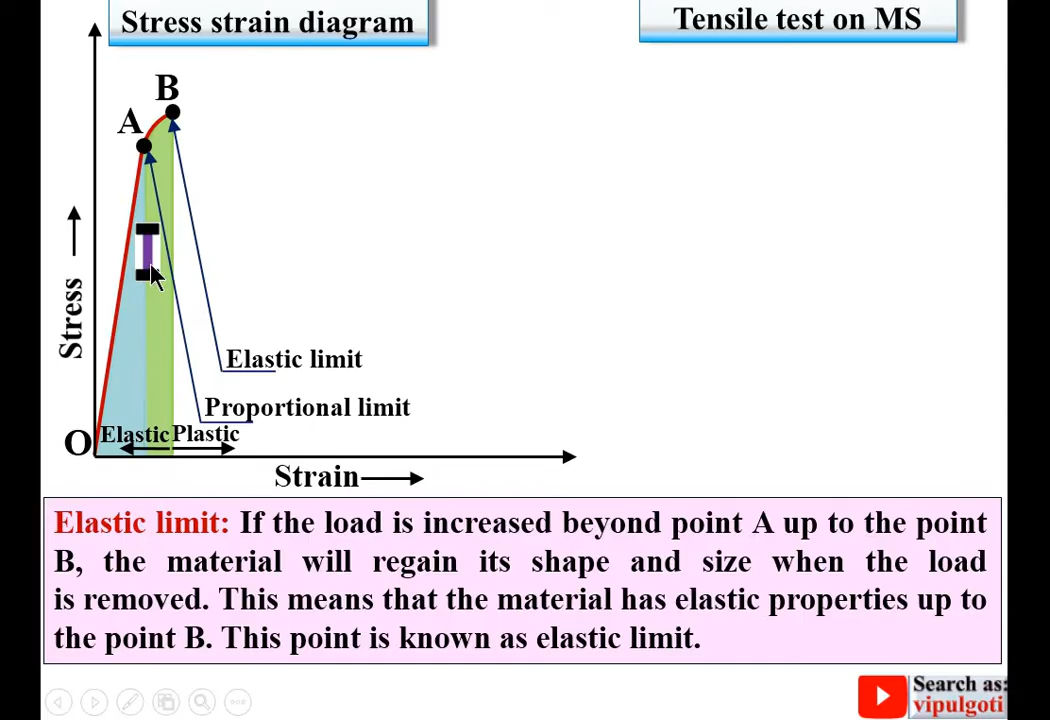 Stress strain diagram
Tensile test on MS
B
A
Stress
Elastic limit
Proportional limit
O
Elastic Plastic
Strain
Elastic limit: If the load is increased beyond point A up to the point
B, the material will regain its shape and size when the load
is removed. This means that the material has elastic properties up to
the point B. This point is known as elastic limit.
Search as:
vipulgoti